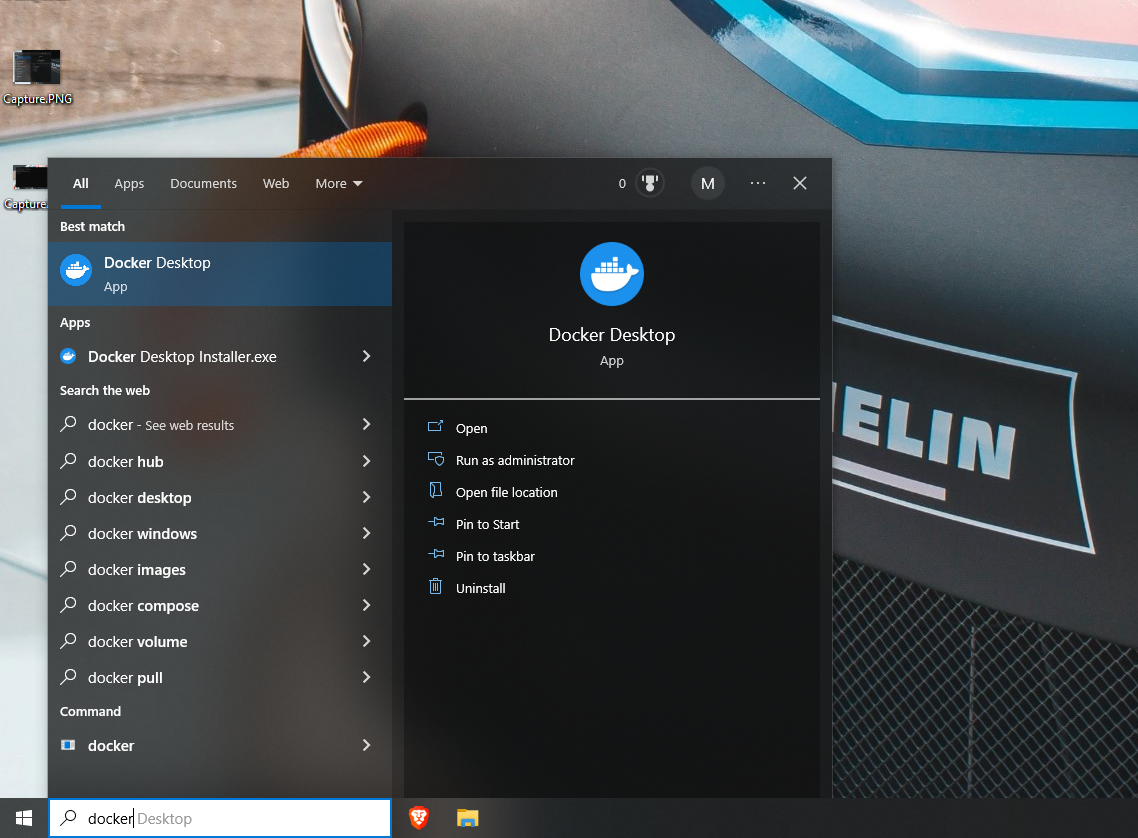 Capture.PNG
Capture.
All Apps Documents Web More 0 M
Best match
Docker Desktop
App
Apps
Docker Desktop Installer.exe
Search the web
docker - See web results
docker hub
docker desktop
docker windows
docker images
docker compose
docker volume
docker pull
Command
docker
Docker Desktop
App
Open
Run as administrator
Open file location
Pin to Start
Pin to taskbar
Uninstall
ELIN
docker Desktop